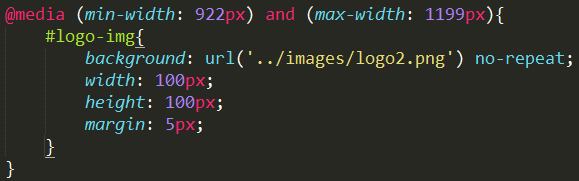 @media (min-width: 922px) and (max-width: 1199px){
#logo-img{
background: url('../images/logo2.png') no-repeat;
width: 100px;
height: 100px;
margin: 5px;
}
}